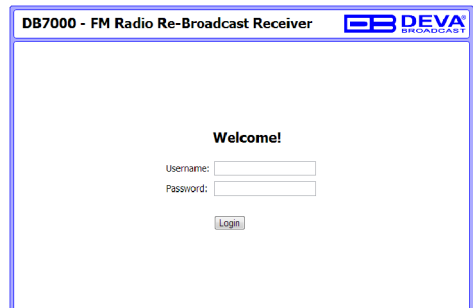 DB7000 - FM Radio Re-Broadcast Receiver
DEVA
BROADCAST
Welcome!
Username:
Password:
Login